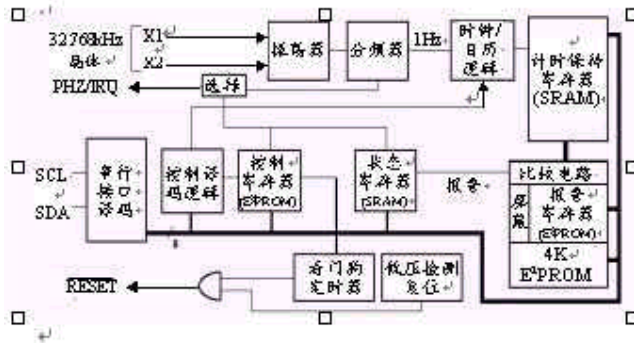 32768kHz
晶体
X1
X2
振荡器
分频器
1Hz
时钟/
日历
逻辑
计时保持
寄存器
(SRAM)
PHZ/IRQ
选择
SCL
SDA
串行
接口
译码
控制译
码逻辑
控制
寄存器
(E²PROM)
状态
寄存器
(SRAM)
报警
比较电路
屏蔽
报警
寄存器
(E²PROM)
4K
E²PROM
RESET
看门狗
定时器
低压检测
复位